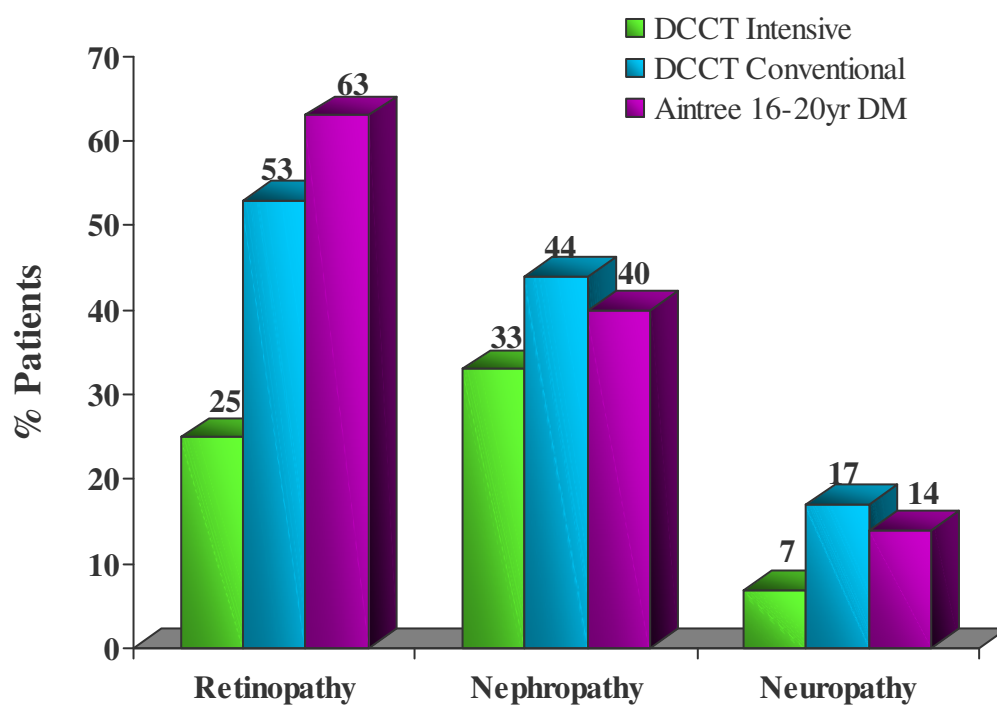 DCCT Intensive
DCCT Conventional
Aintree 16-20yr DM
% Patients
70
60
50
40
30
20
10
0
25
53
63
33
44
40
7
17
14
Retinopathy
Nephropathy
Neuropathy